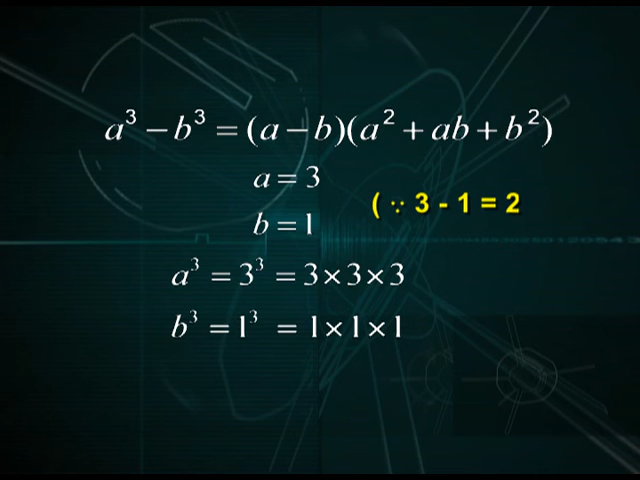 a³ − b³ = (a − b)(a² + ab + b²)
a = 3
(∵ 3 - 1 = 2
b = 1
a³ = 3³ = 3 × 3 × 3
b³ = 1³ = 1 × 1 × 1